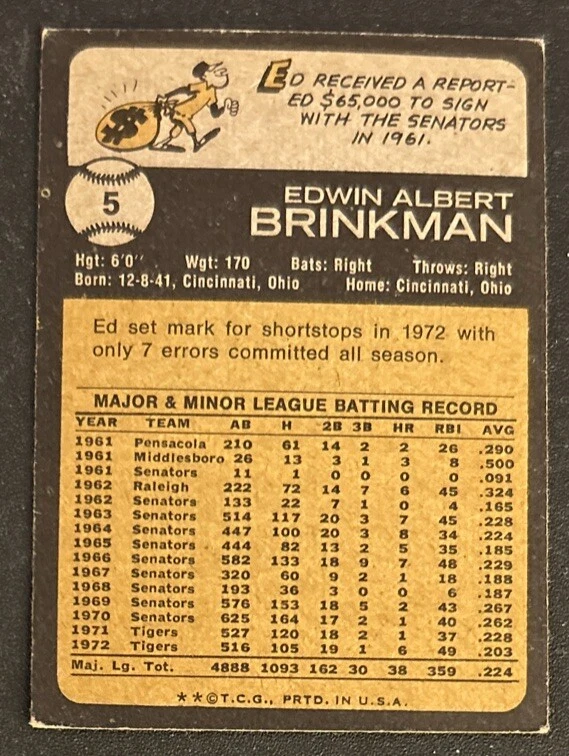 ED RECEIVED A REPORT-
ED $65,000 TO SIGN
WITH THE SENATORS
IN 1961.
5
EDWIN ALBERT
BRINKMAN
Hgt: 6'0" Wgt: 170 Bats: Right Throws: Right
Born: 12-8-41, Cincinnati, Ohio Home: Cincinnati, Ohio
Ed set mark for shortstops in 1972 with
only 7 errors committed all season.
MAJOR & MINOR LEAGUE BATTING RECORD
YEAR TEAM AB H 2B 3B HR RBI AVG
1961 Pensacola 210 61 14 2 2 26 .290
1961 Middlesboro 26 13 3 1 3 8 .500
1961 Senators 11 1 0 0 0 0 .091
1962 Raleigh 222 72 14 7 6 45 .324
1962 Senators 133 22 7 1 0 4 .165
1963 Senators 514 117 20 3 7 45 .228
1964 Senators 447 100 20 3 8 34 .224
1965 Senators 444 82 13 2 5 35 .185
1966 Senators 582 133 18 9 7 48 .229
1967 Senators 320 60 9 2 1 18 .188
1968 Senators 193 36 3 0 0 6 .187
1969 Senators 576 153 18 5 2 43 .267
1970 Senators 625 164 17 2 1 40 .262
1971 Tigers 527 120 18 2 1 37 .228
1972 Tigers 516 105 19 1 6 49 .203
Maj. Lg. Tot. 4888 1093 162 30 38 359 .224
**©T.C.G., PRTD. IN U.S.A.